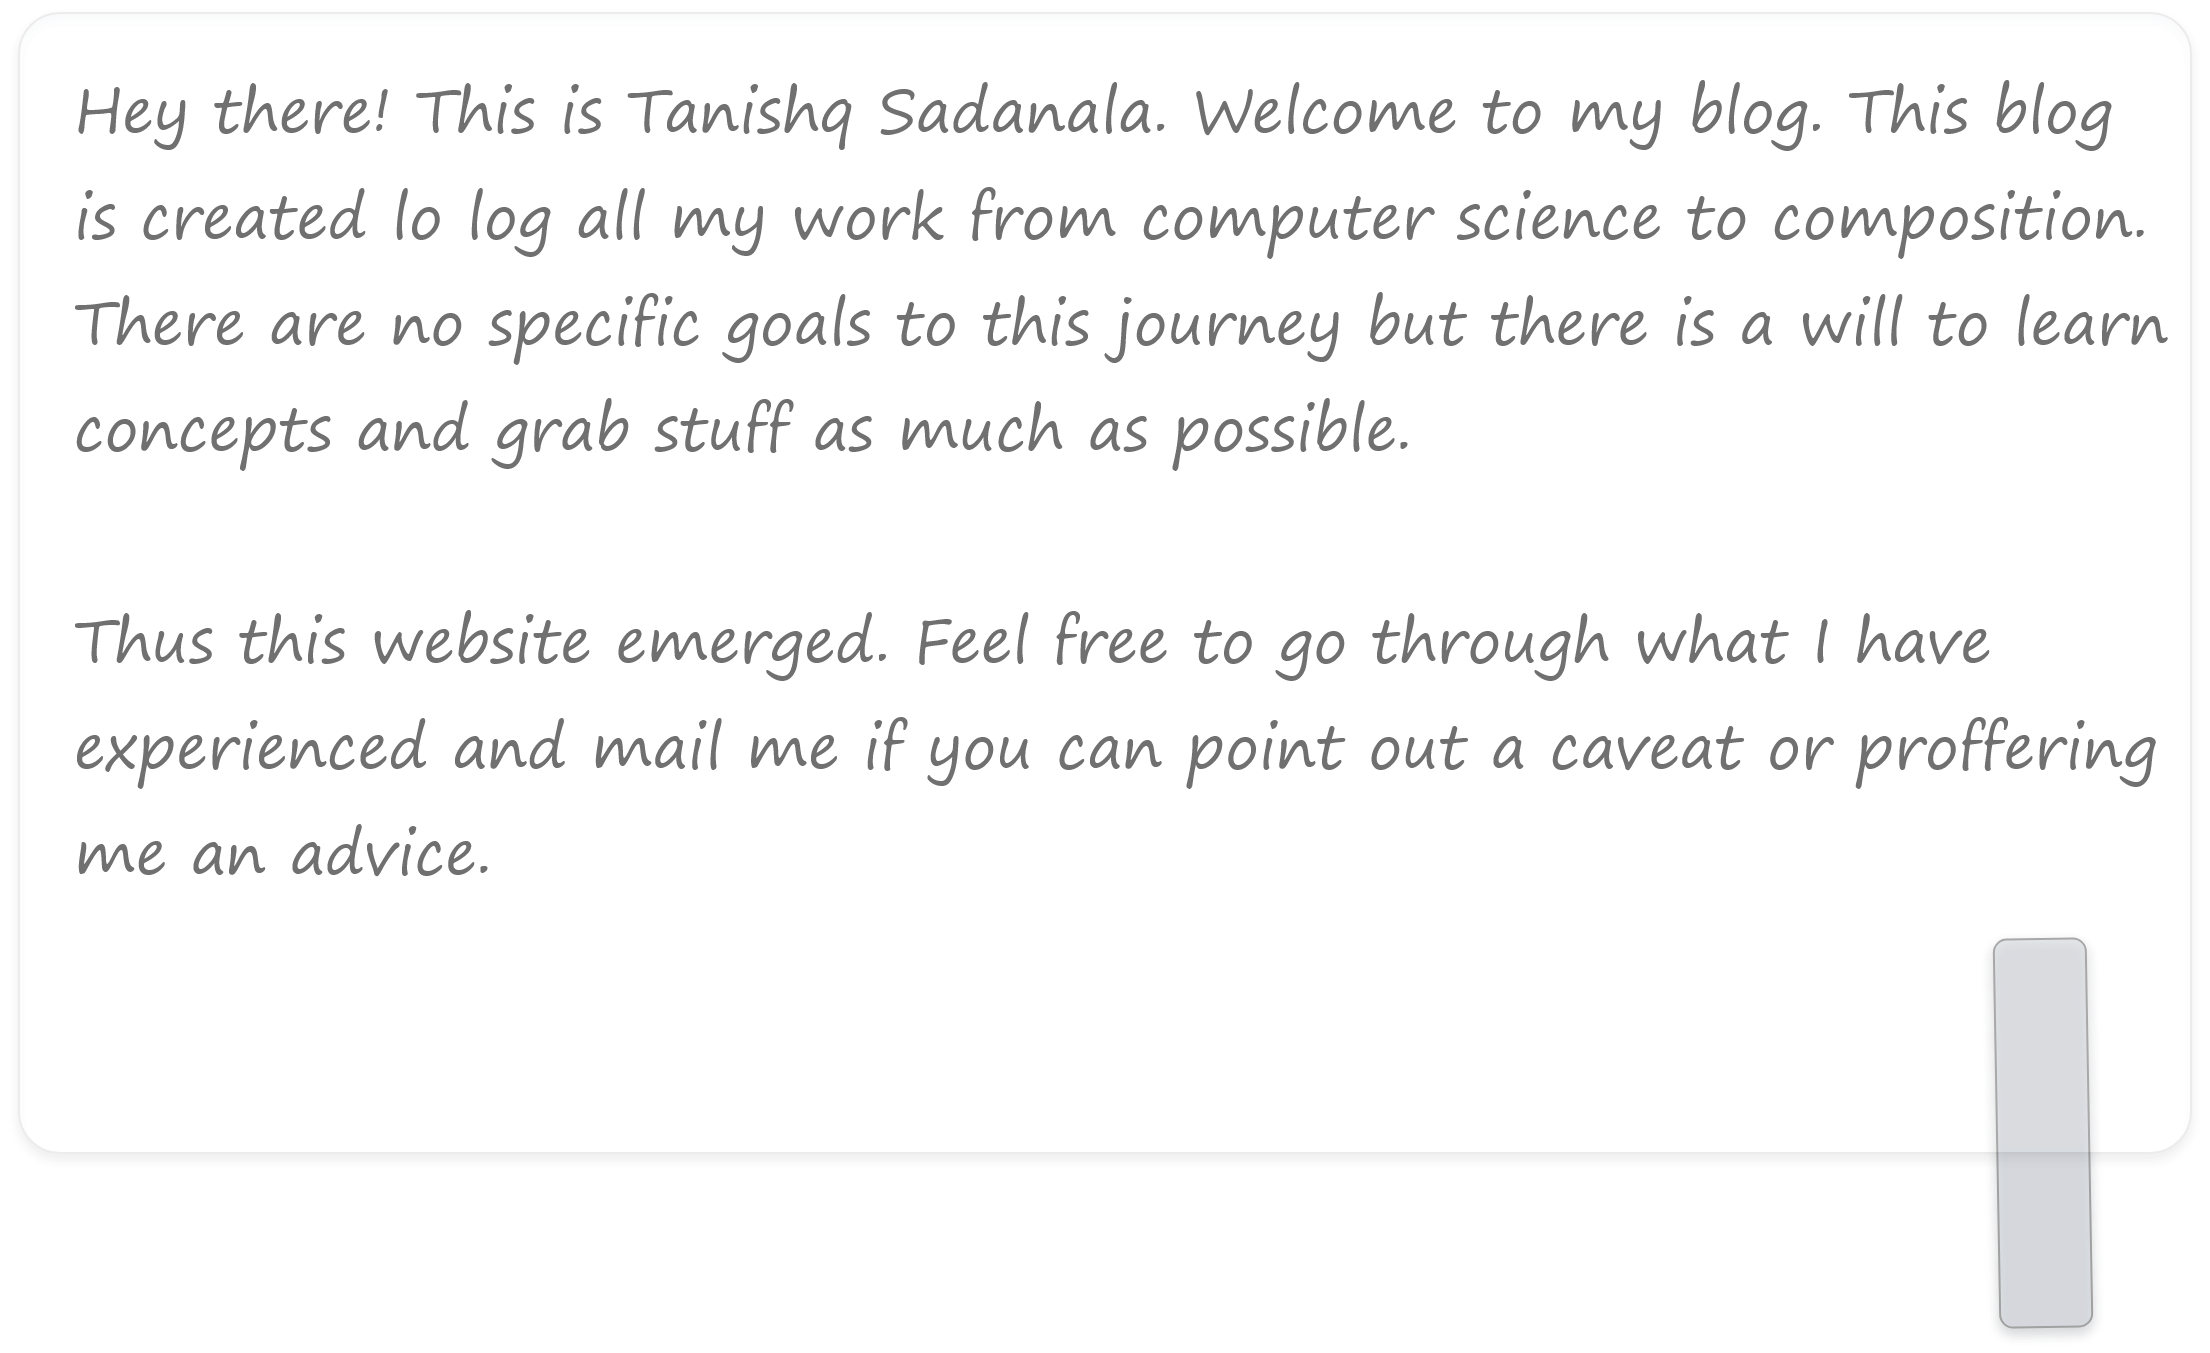 Hey there! This is Tanishq Sadanala. Welcome to my blog. This blog
is created lo log all my work from computer science to composition.
There are no specific goals to this journey but there is a will to learn
concepts and grab stuff as much as possible.
Thus this website emerged. Feel free to go through what I have
experienced and mail me if you can point out a caveat or proffering
me an advice.